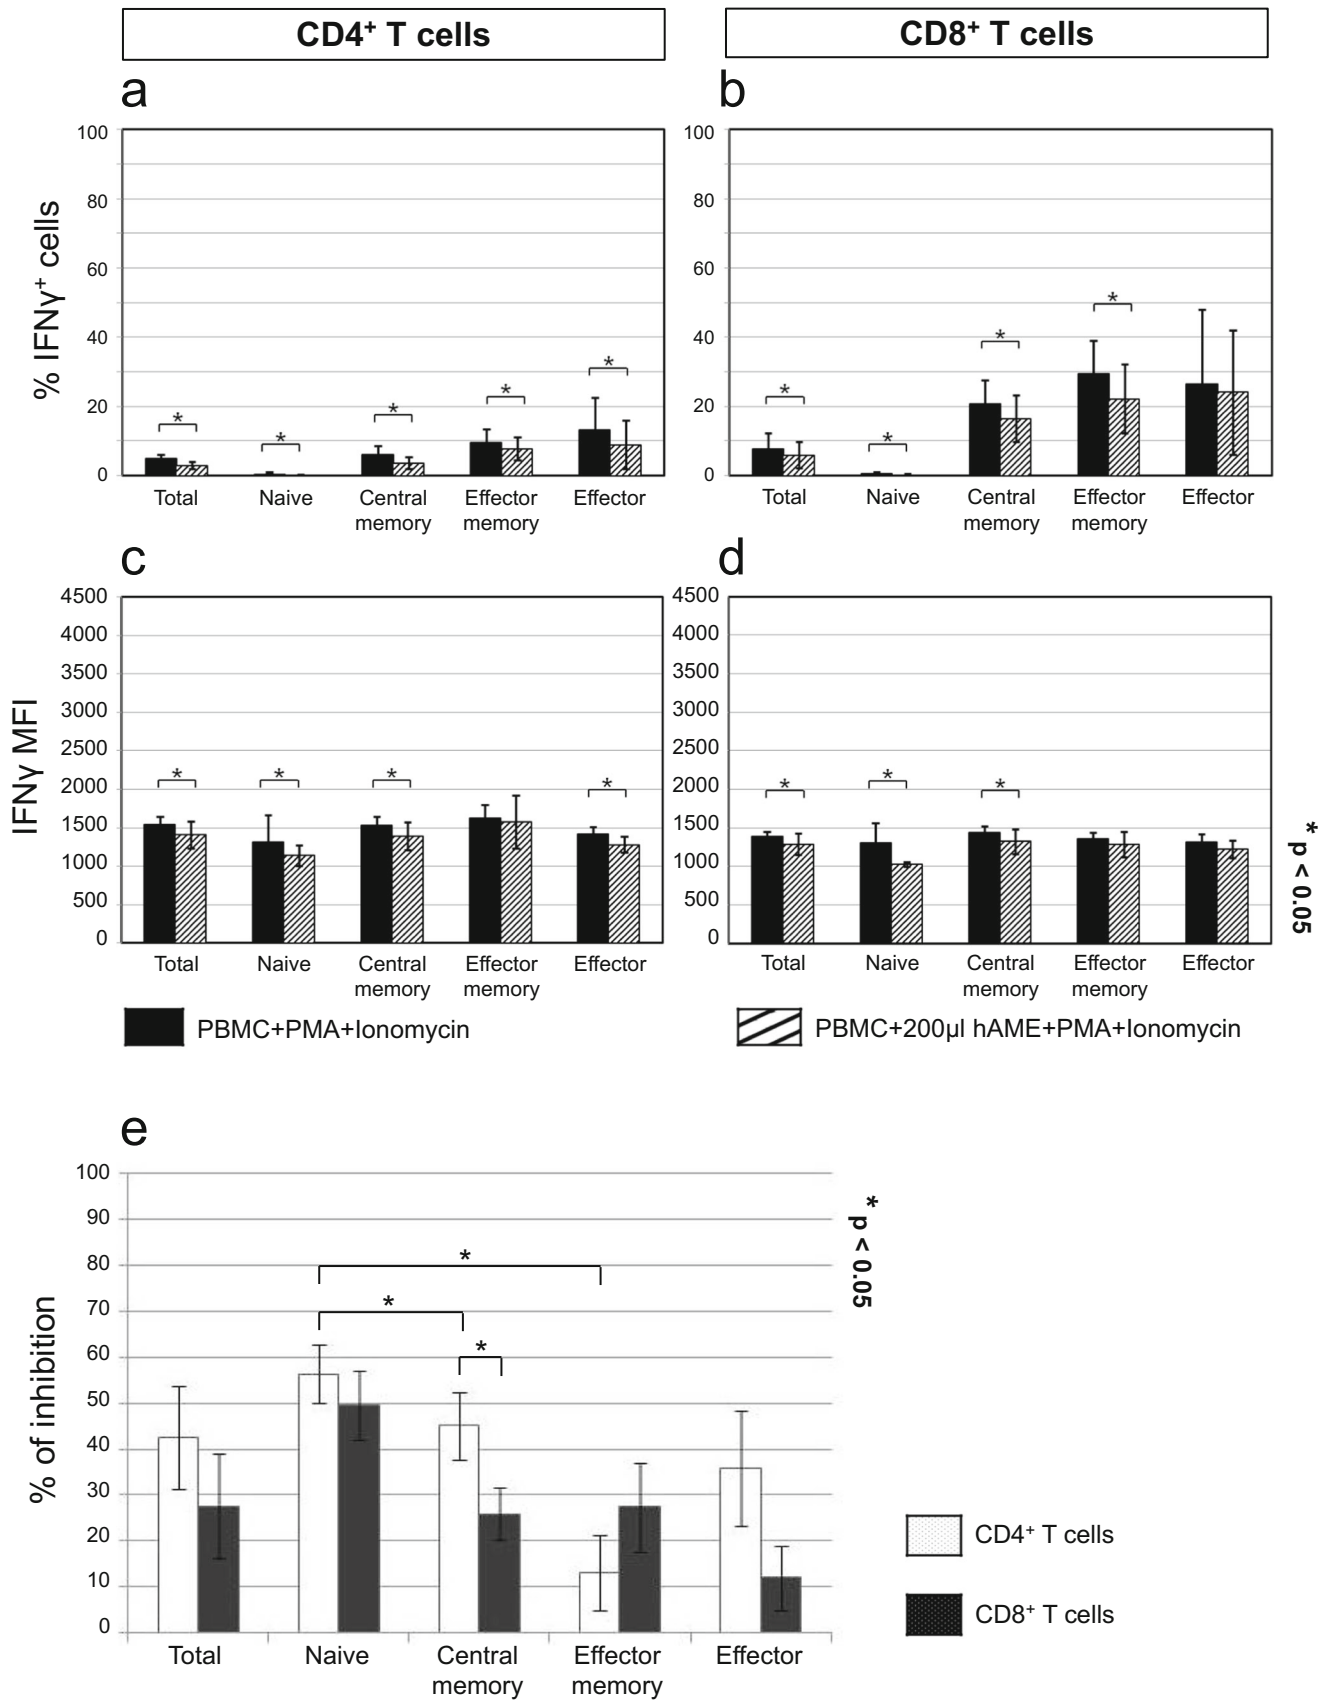 CD4⁺ T cells
CD8⁺ T cells
a
b
% IFNγ⁺ cells
100
80
60
40
20
0
*
*
*
*
*
Total
Naive
Central memory
Effector memory
Effector
100
80
60
40
20
0
*
*
*
*
Total
Naive
Central memory
Effector memory
Effector
c
d
IFNγ MFI
4500
4000
3500
3000
2500
2000
1500
1000
500
0
*
*
*
*
Total
Naive
Central memory
Effector memory
Effector
4500
4000
3500
3000
2500
2000
1500
1000
500
0
*
*
*
Total
Naive
Central memory
Effector memory
Effector
* p < 0.05
PBMC+PMA+Ionomycin
PBMC+200µl hAME+PMA+Ionomycin
e
% of inhibition
100
90
80
70
60
50
40
30
20
10
0
*
*
*
Total
Naive
Central memory
Effector memory
Effector
* p < 0.05
CD4⁺ T cells
CD8⁺ T cells